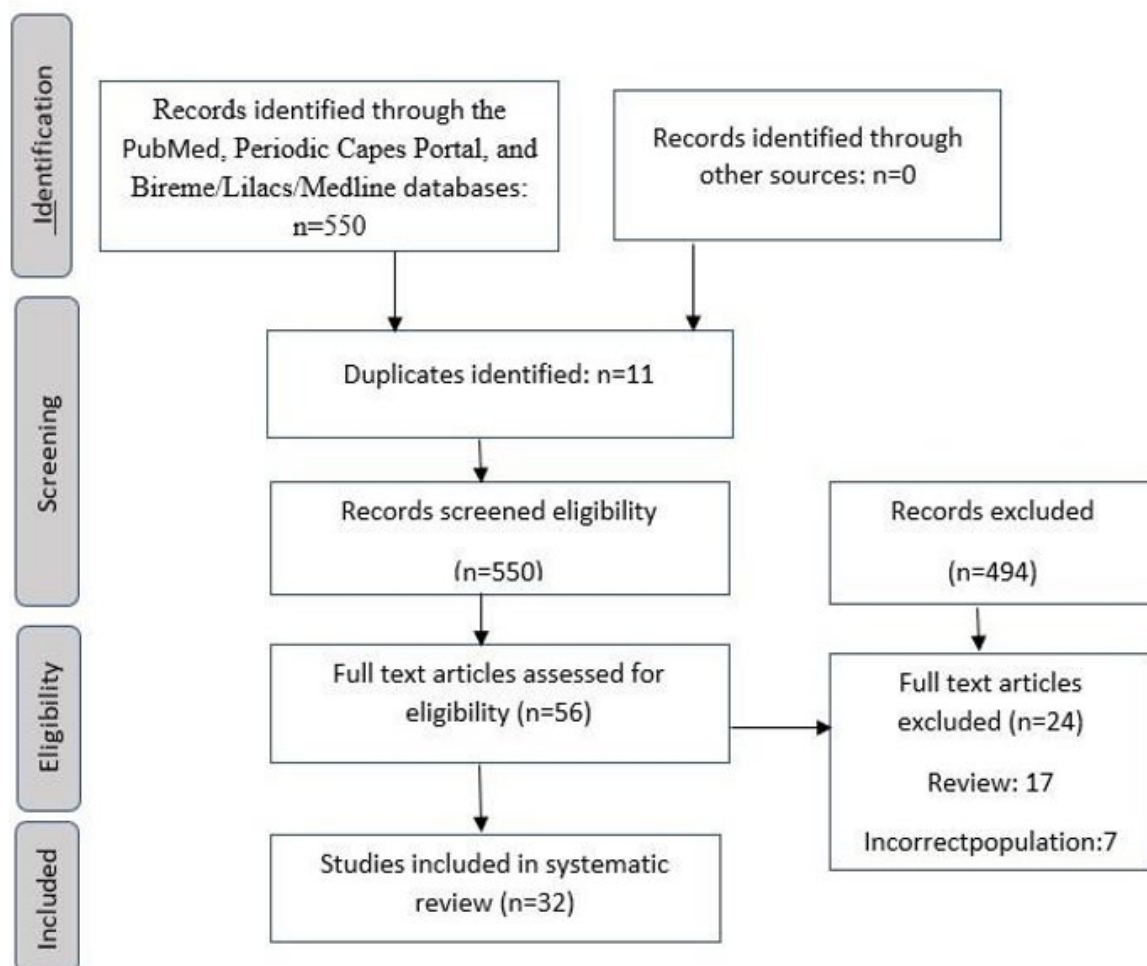 Identification
Records identified through the
PubMed, Periodic Capes Portal, and
Bireme/Lilacs/Medline databases:
n=550
Records identified through
other sources: n=0
Screening
Duplicates identified: n=11
Records screened eligibility
(n=550)
Records excluded
(n=494)
Eligibility
Full text articles assessed for
eligibility (n=56)
Full text articles
excluded (n=24)
Review: 17
Incorrectpopulation:7
Included
Studies included in systematic
review (n=32)